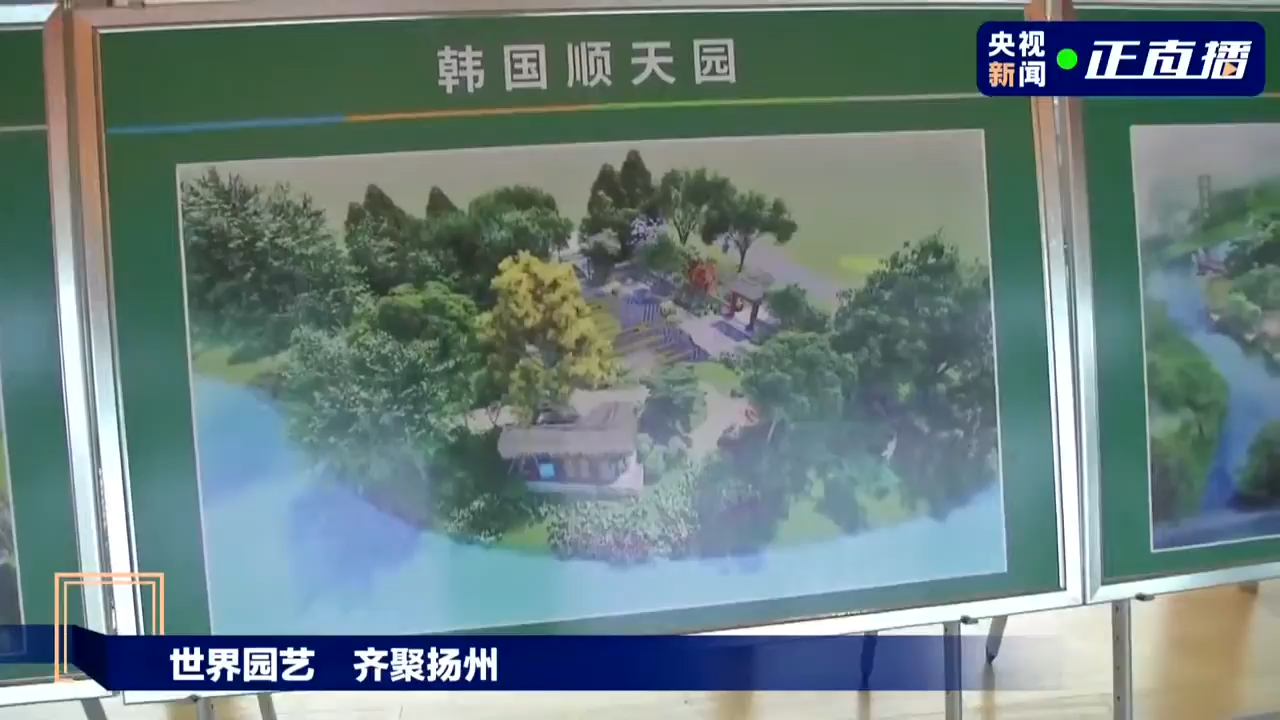 韩国顺天园
央视
新闻
正直播
世界园艺 齐聚扬州